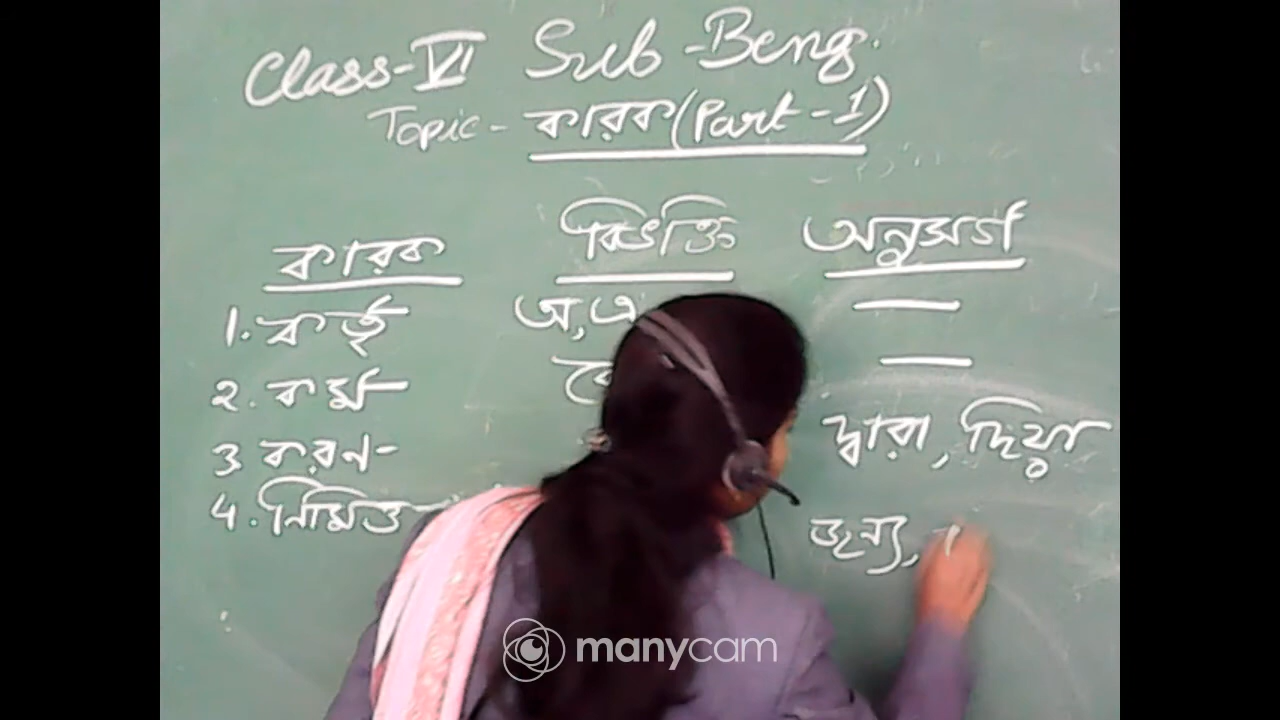 Class-VI Sub-Beng.
Topic- কারক (Part-1)
কারক বিভক্তি অনুসর্গ
1. কর্তৃ অ, এ —
2. কর্ম কে —
3. করণ- দ্বারা, দিয়া
4. নিমিত্ত জন্য,
manycam